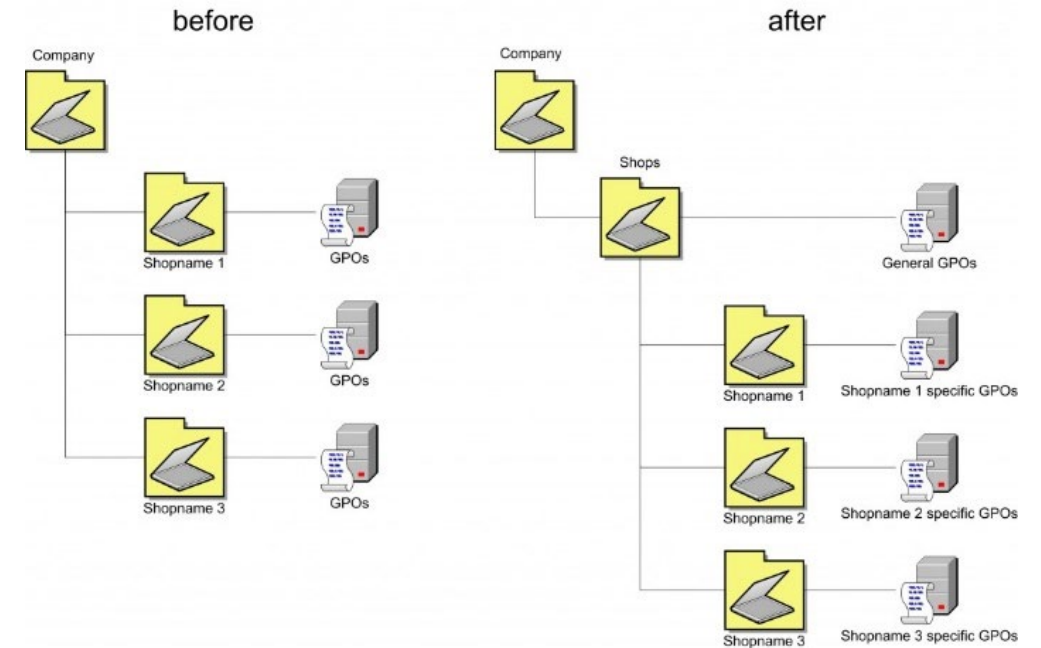 before
Company
Shopname 1
GPOs
Shopname 2
GPOs
Shopname 3
GPOs
after
Company
Shops
General GPOs
Shopname 1
Shopname 1 specific GPOs
Shopname 2
Shopname 2 specific GPOs
Shopname 3
Shopname 3 specific GPOs